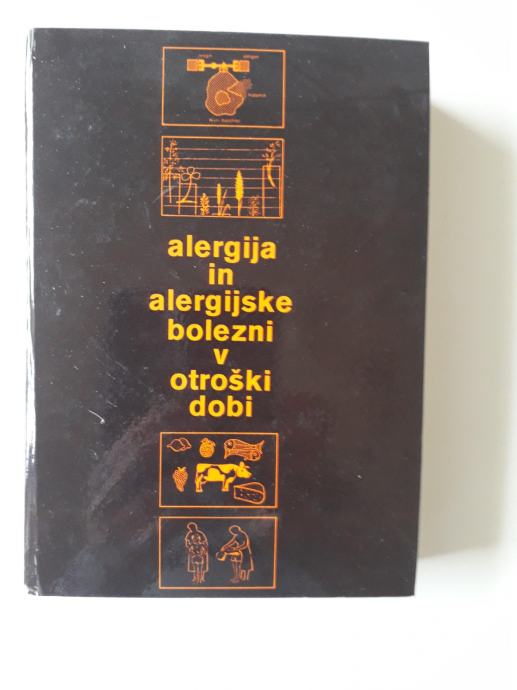 alergija
in
alergijske
bolezni
v
otroški
dobi